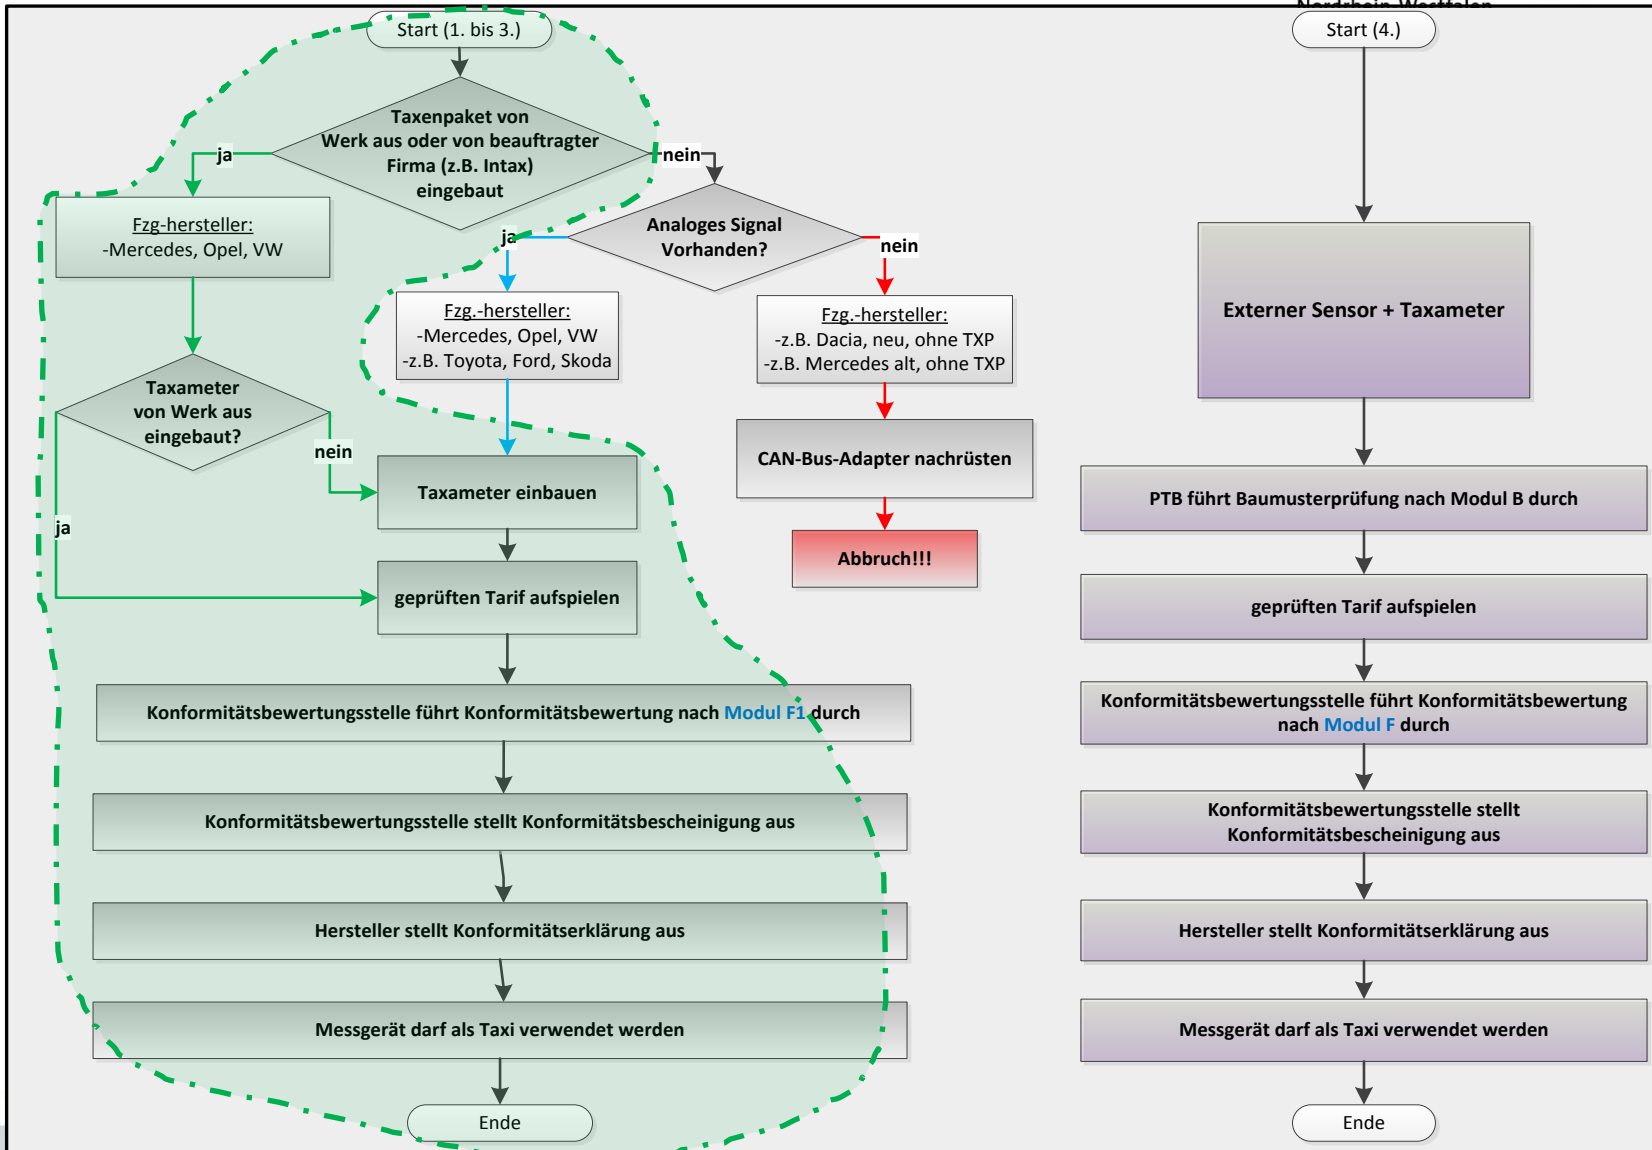 Nordrhein-Westfalen
Start (1. bis 3.)
Taxenpaket von
Werk aus oder von beauftragter
Firma (z.B. Intax)
eingebaut
ja
nein
Fzg-hersteller:
-Mercedes, Opel, VW
Analoges Signal
Vorhanden?
ja
nein
Fzg.-hersteller:
-Mercedes, Opel, VW
-z.B. Toyota, Ford, Skoda
Fzg.-hersteller:
-z.B. Dacia, neu, ohne TXP
-z.B. Mercedes alt, ohne TXP
Taxameter
von Werk aus
eingebaut?
nein
ja
CAN-Bus-Adapter nachrüsten
Abbruch!!!
Taxameter einbauen
geprüften Tarif aufspielen
Konformitätsbewertungsstelle führt Konformitätsbewertung nach Modul F1 durch
Konformitätsbewertungsstelle stellt Konformitätsbescheinigung aus
Hersteller stellt Konformitätserklärung aus
Messgerät darf als Taxi verwendet werden
Ende
Start (4.)
Externer Sensor + Taxameter
PTB führt Baumusterprüfung nach Modul B durch
geprüften Tarif aufspielen
Konformitätsbewertungsstelle führt Konformitätsbewertung
nach Modul F durch
Konformitätsbewertungsstelle stellt
Konformitätsbescheinigung aus
Hersteller stellt Konformitätserklärung aus
Messgerät darf als Taxi verwendet werden
Ende